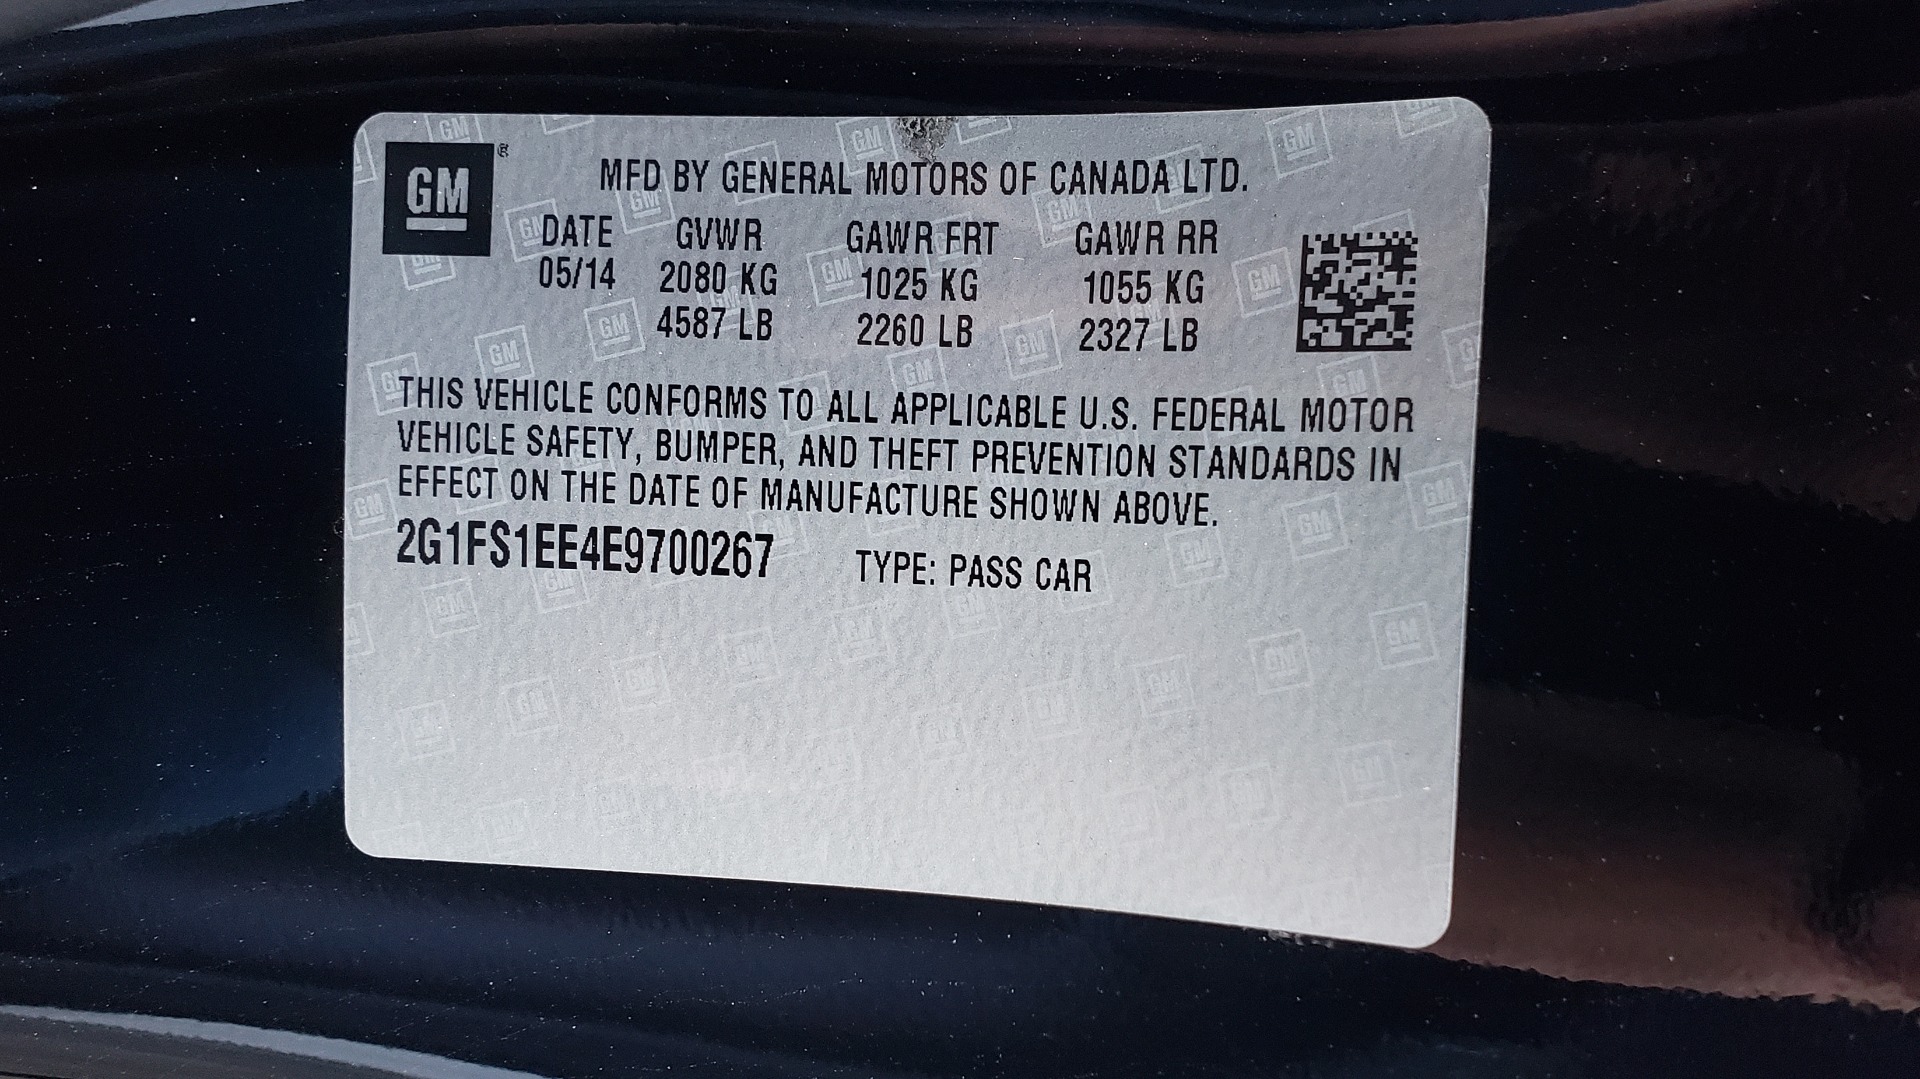 GM ®
MFD BY GENERAL MOTORS OF CANADA LTD.
DATE GVWR GAWR FRT GAWR RR
05/14 2080 KG 1025 KG 1055 KG
4587 LB 2260 LB 2327 LB
THIS VEHICLE CONFORMS TO ALL APPLICABLE U.S. FEDERAL MOTOR
VEHICLE SAFETY, BUMPER, AND THEFT PREVENTION STANDARDS IN
EFFECT ON THE DATE OF MANUFACTURE SHOWN ABOVE.
2G1FS1EE4E9700267 TYPE: PASS CAR